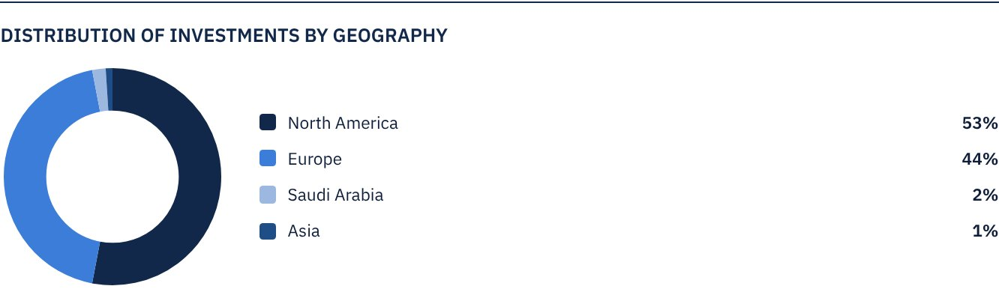 DISTRIBUTION OF INVESTMENTS BY GEOGRAPHY
North America 53%
Europe 44%
Saudi Arabia 2%
Asia 1%